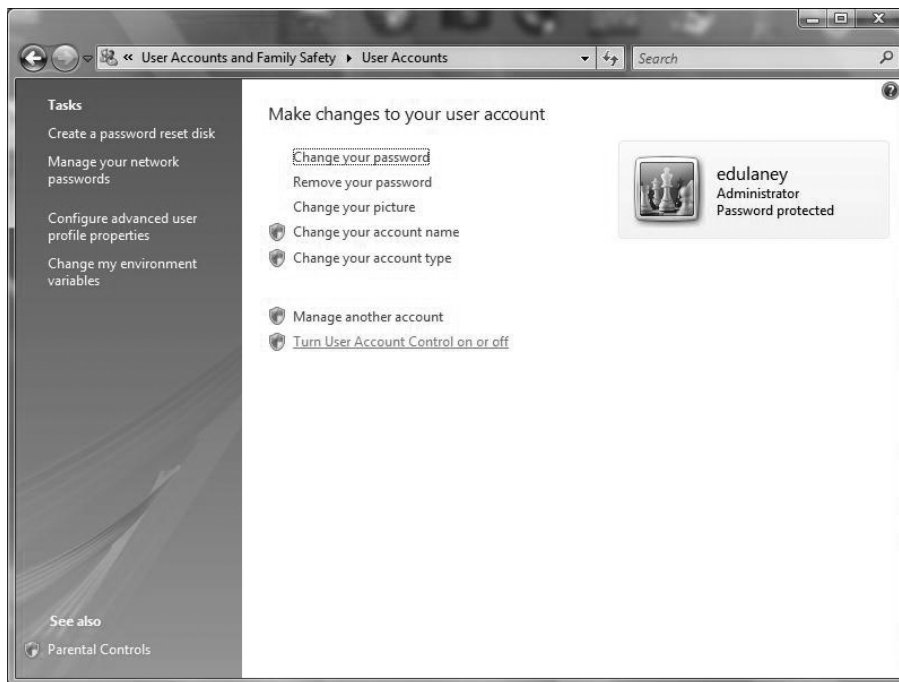 « User Accounts and Family Safety ▸ User Accounts
Search
Tasks
Create a password reset disk
Manage your network
passwords
Configure advanced user
profile properties
Change my environment
variables
See also
Parental Controls
Make changes to your user account
Change your password
Remove your password
Change your picture
Change your account name
Change your account type
Manage another account
Turn User Account Control on or off
edulaney
Administrator
Password protected